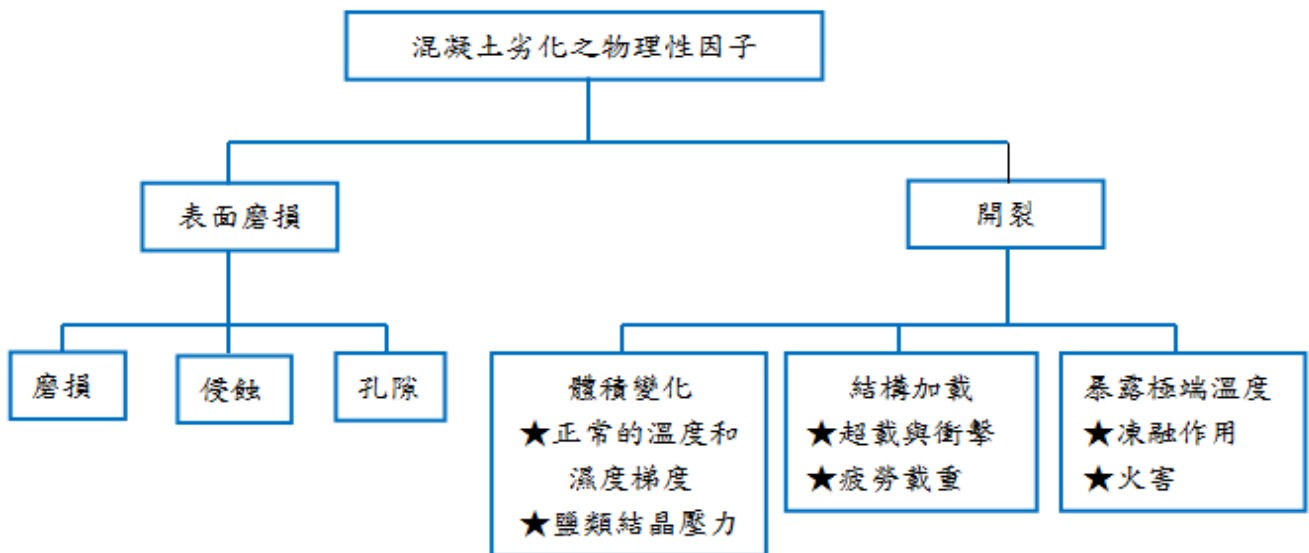 混凝土劣化之物理性因子
表面磨損
開裂
磨損
侵蝕
孔隙
體積變化
★正常的溫度和
濕度梯度
★鹽類結晶壓力
結構加載
★超載與衝擊
★疲勞載重
暴露極端溫度
★凍融作用
★火害